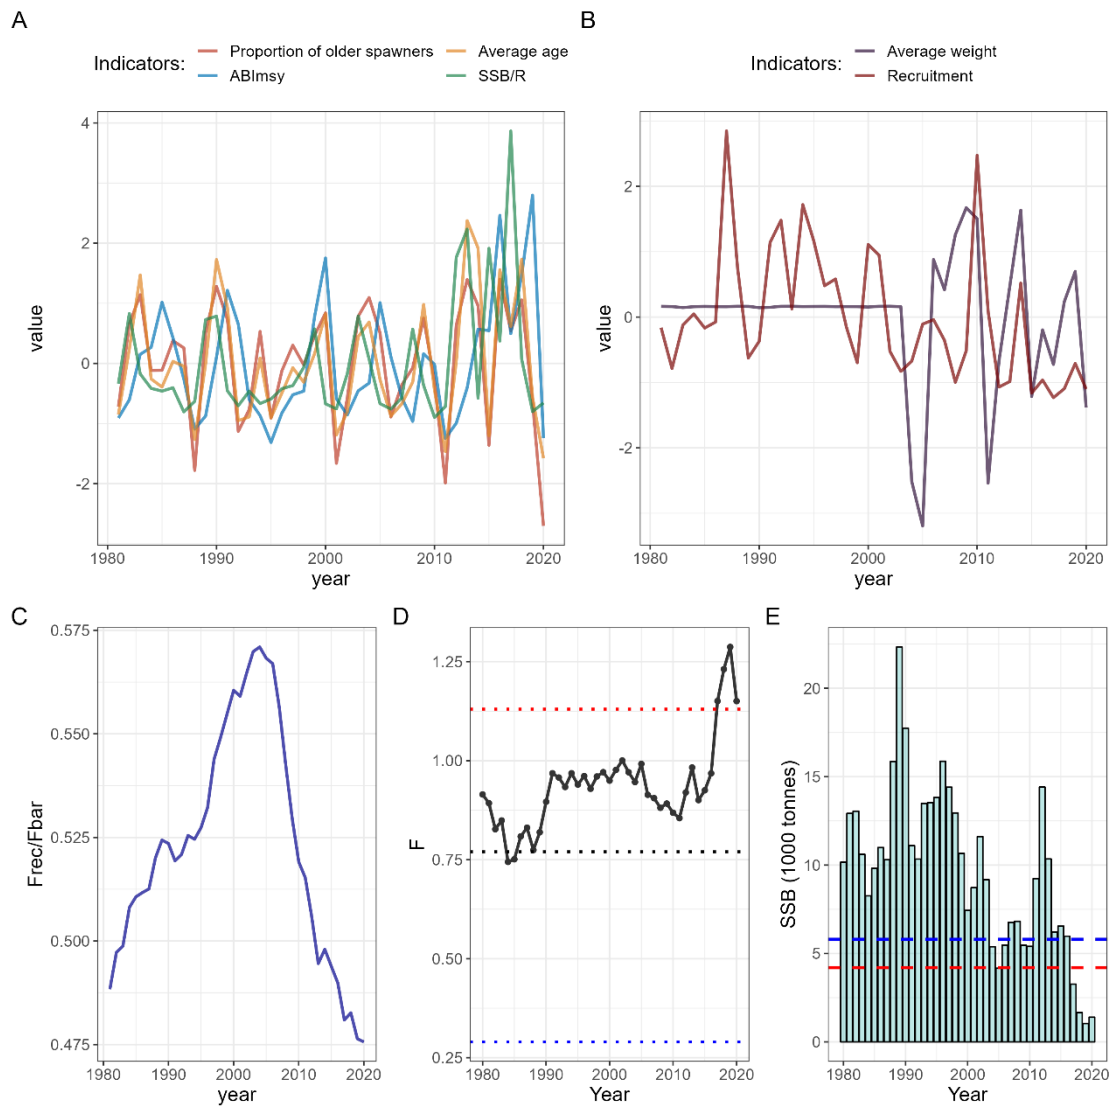 A
B
Indicators:
Proportion of older spawners
Average age
ABImsy
SSB/R
Indicators:
Average weight
Recruitment
value
4
2
0
-2
1980
1990
2000
2010
2020
year
value
2
0
-2
1980
1990
2000
2010
2020
year
C
D
E
Frec/Fbar
0.575
0.550
0.525
0.500
0.475
1980
1990
2000
2010
2020
year
F
1.25
1.00
0.75
0.50
0.25
1980
1990
2000
2010
2020
Year
SSB (1000 tonnes)
20
15
10
5
0
1980
1990
2000
2010
2020
Year